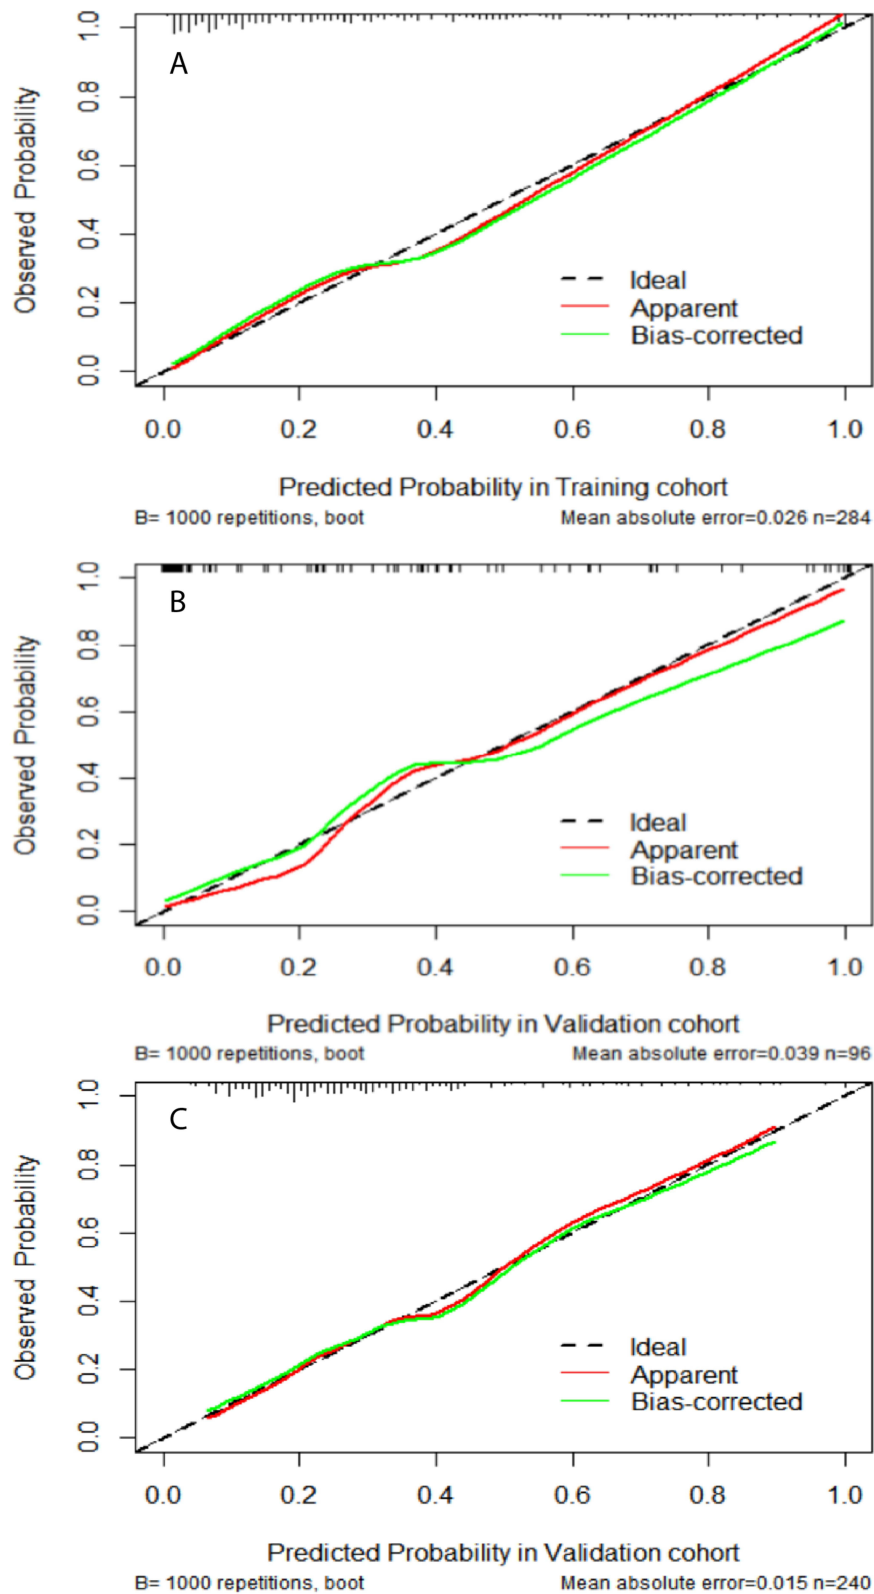 A
Observed Probability
1.0
0.8
0.6
0.4
0.2
0.0
Ideal
Apparent
Bias-corrected
0.0 0.2 0.4 0.6 0.8 1.0
Predicted Probability in Training cohort
B= 1000 repetitions, boot Mean absolute error=0.026 n=284
B
Observed Probability
1.0
0.8
0.6
0.4
0.2
0.0
Ideal
Apparent
Bias-corrected
0.0 0.2 0.4 0.6 0.8 1.0
Predicted Probability in Validation cohort
B= 1000 repetitions, boot Mean absolute error=0.039 n=96
C
Observed Probability
1.0
0.8
0.6
0.4
0.2
0.0
Ideal
Apparent
Bias-corrected
0.0 0.2 0.4 0.6 0.8 1.0
Predicted Probability in Validation cohort
B= 1000 repetitions, boot Mean absolute error=0.015 n=240